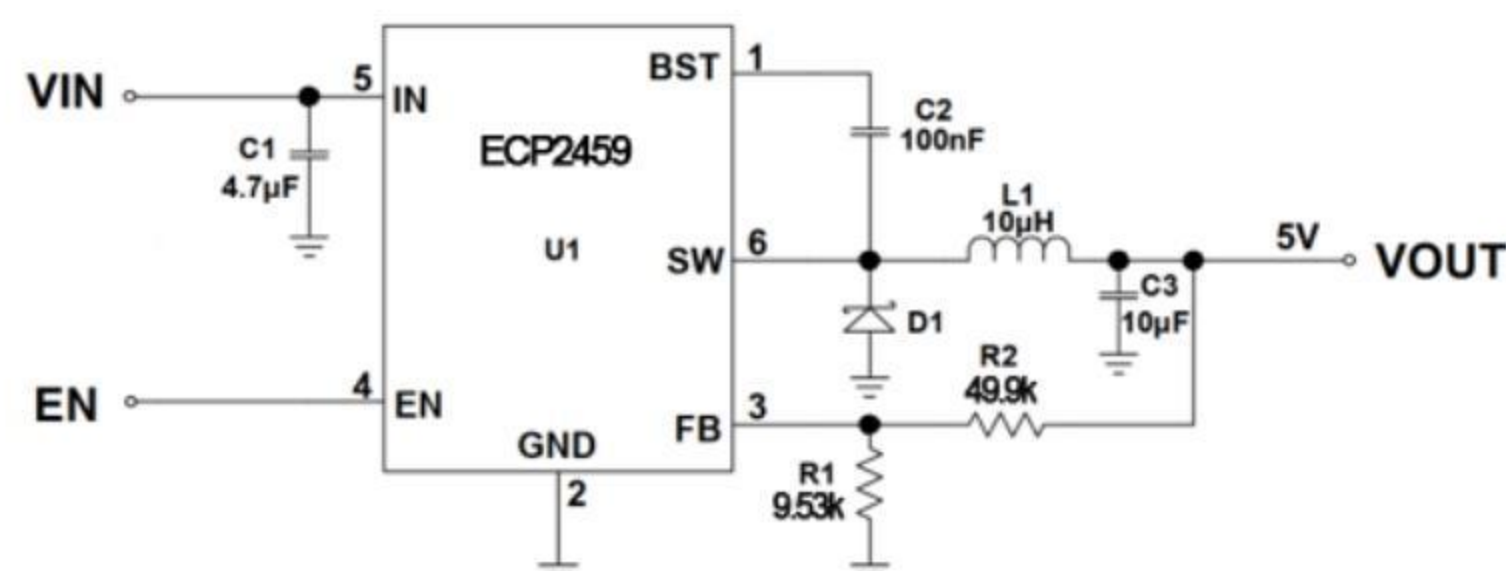 VIN
5
IN
C1
4.7µF
ECP2459
U1
BST
1
C2
100nF
SW
6
L1
10µH
5V
VOUT
C3
10µF
D1
R2
49.9k
EN
4
EN
GND
2
FB
3
R1
9.53k